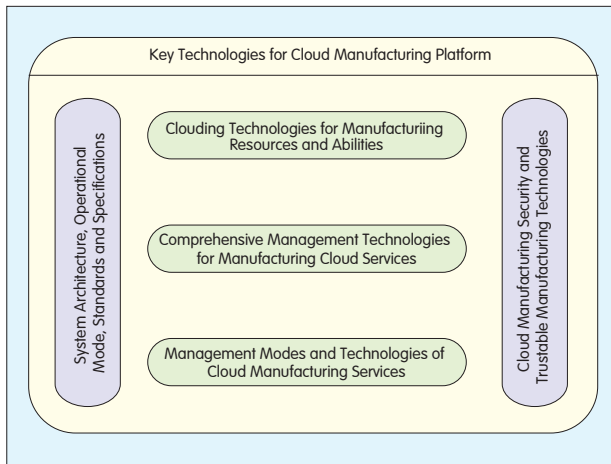 Key Technologies for Cloud Manufacturing Platform
System Architecture, Operational
Mode, Standards and Specifications
Clouding Technologies for Manufacturiing
Resources and Abilities
Comprehensive Management Technologies
for Manufacturing Cloud Services
Management Modes and Technologies of
Cloud Manufacturing Services
Cloud Manufacturing Security and
Trustable Manufacturing Technologies